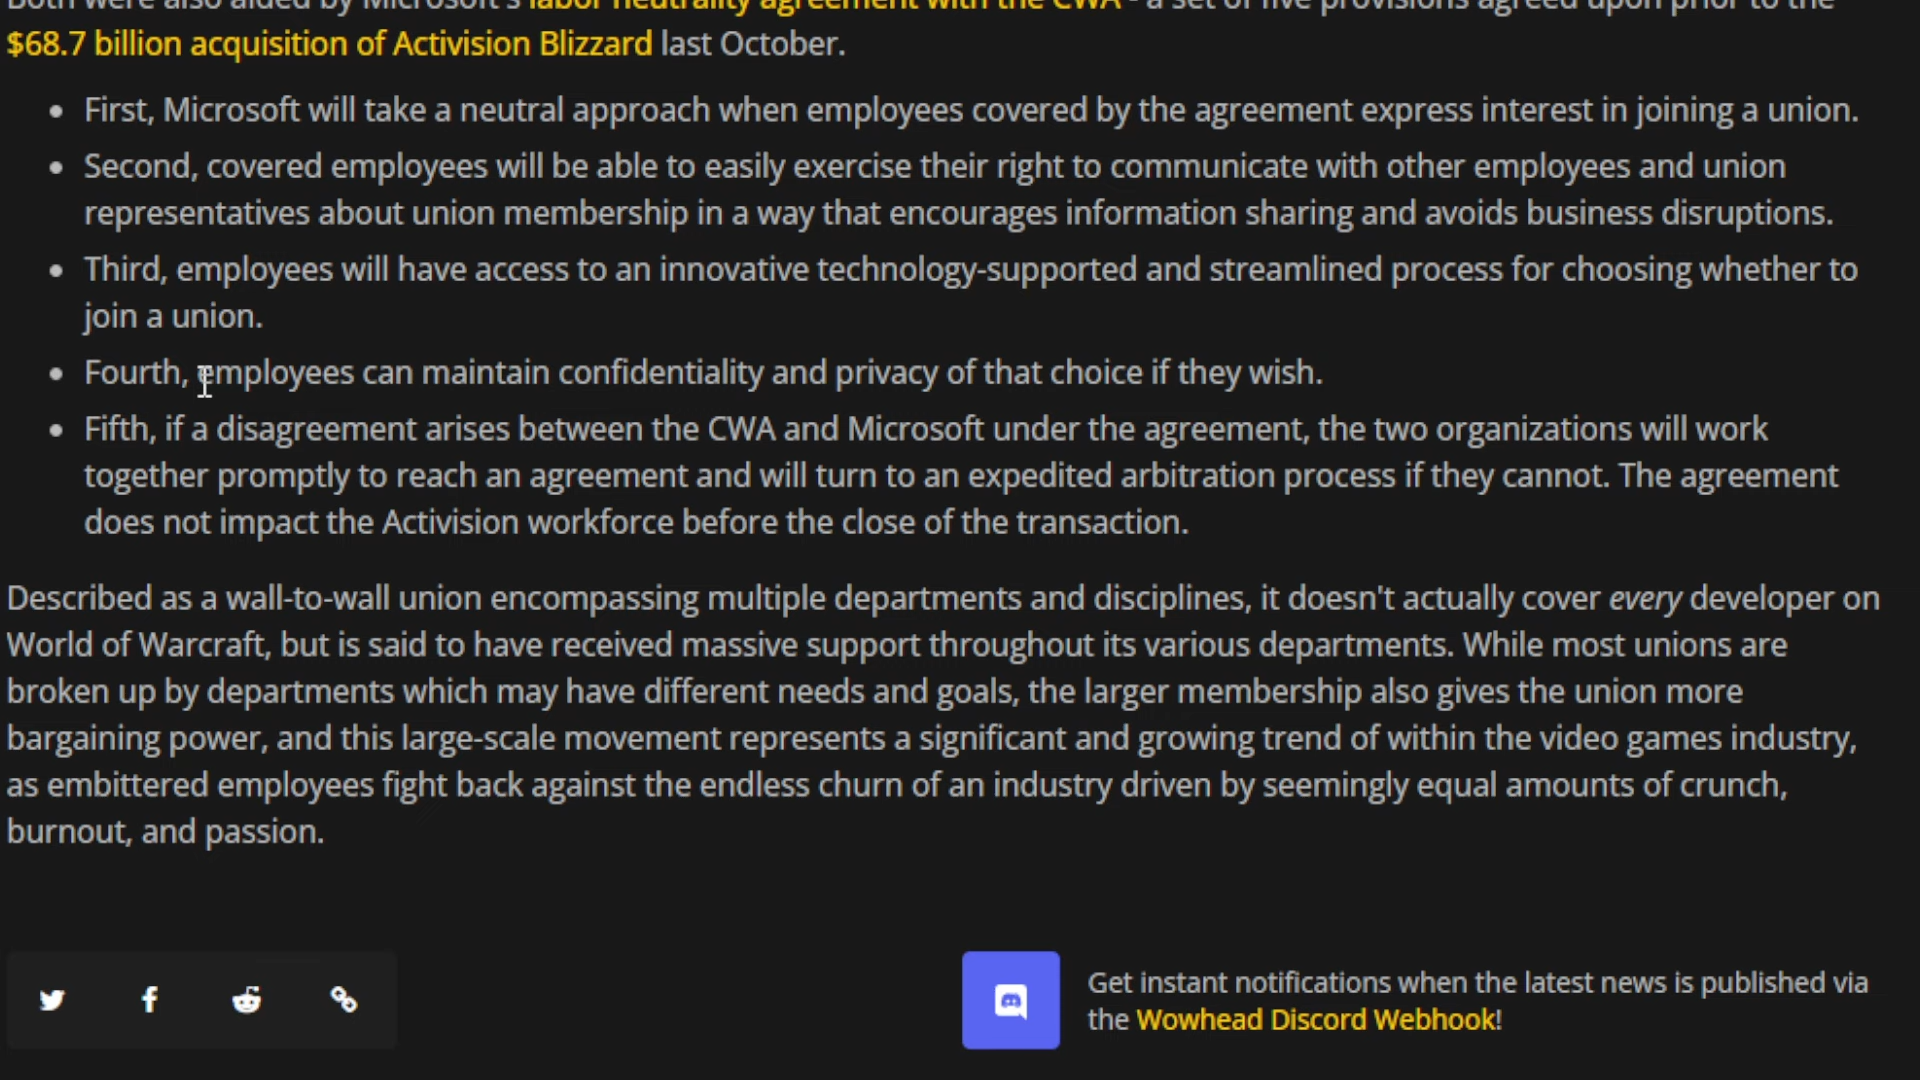 Both were also aided by Microsoft's labor neutrality agreement with the CWA - a set of five provisions agreed upon prior to the
$68.7 billion acquisition of Activision Blizzard last October.
• First, Microsoft will take a neutral approach when employees covered by the agreement express interest in joining a union.
• Second, covered employees will be able to easily exercise their right to communicate with other employees and union
representatives about union membership in a way that encourages information sharing and avoids business disruptions.
• Third, employees will have access to an innovative technology-supported and streamlined process for choosing whether to
join a union.
• Fourth, employees can maintain confidentiality and privacy of that choice if they wish.
• Fifth, if a disagreement arises between the CWA and Microsoft under the agreement, the two organizations will work
together promptly to reach an agreement and will turn to an expedited arbitration process if they cannot. The agreement
does not impact the Activision workforce before the close of the transaction.
Described as a wall-to-wall union encompassing multiple departments and disciplines, it doesn't actually cover every developer on
World of Warcraft, but is said to have received massive support throughout its various departments. While most unions are
broken up by departments which may have different needs and goals, the larger membership also gives the union more
bargaining power, and this large-scale movement represents a significant and growing trend of within the video games industry,
as embittered employees fight back against the endless churn of an industry driven by seemingly equal amounts of crunch,
burnout, and passion.
Get instant notifications when the latest news is published via
the Wowhead Discord Webhook!